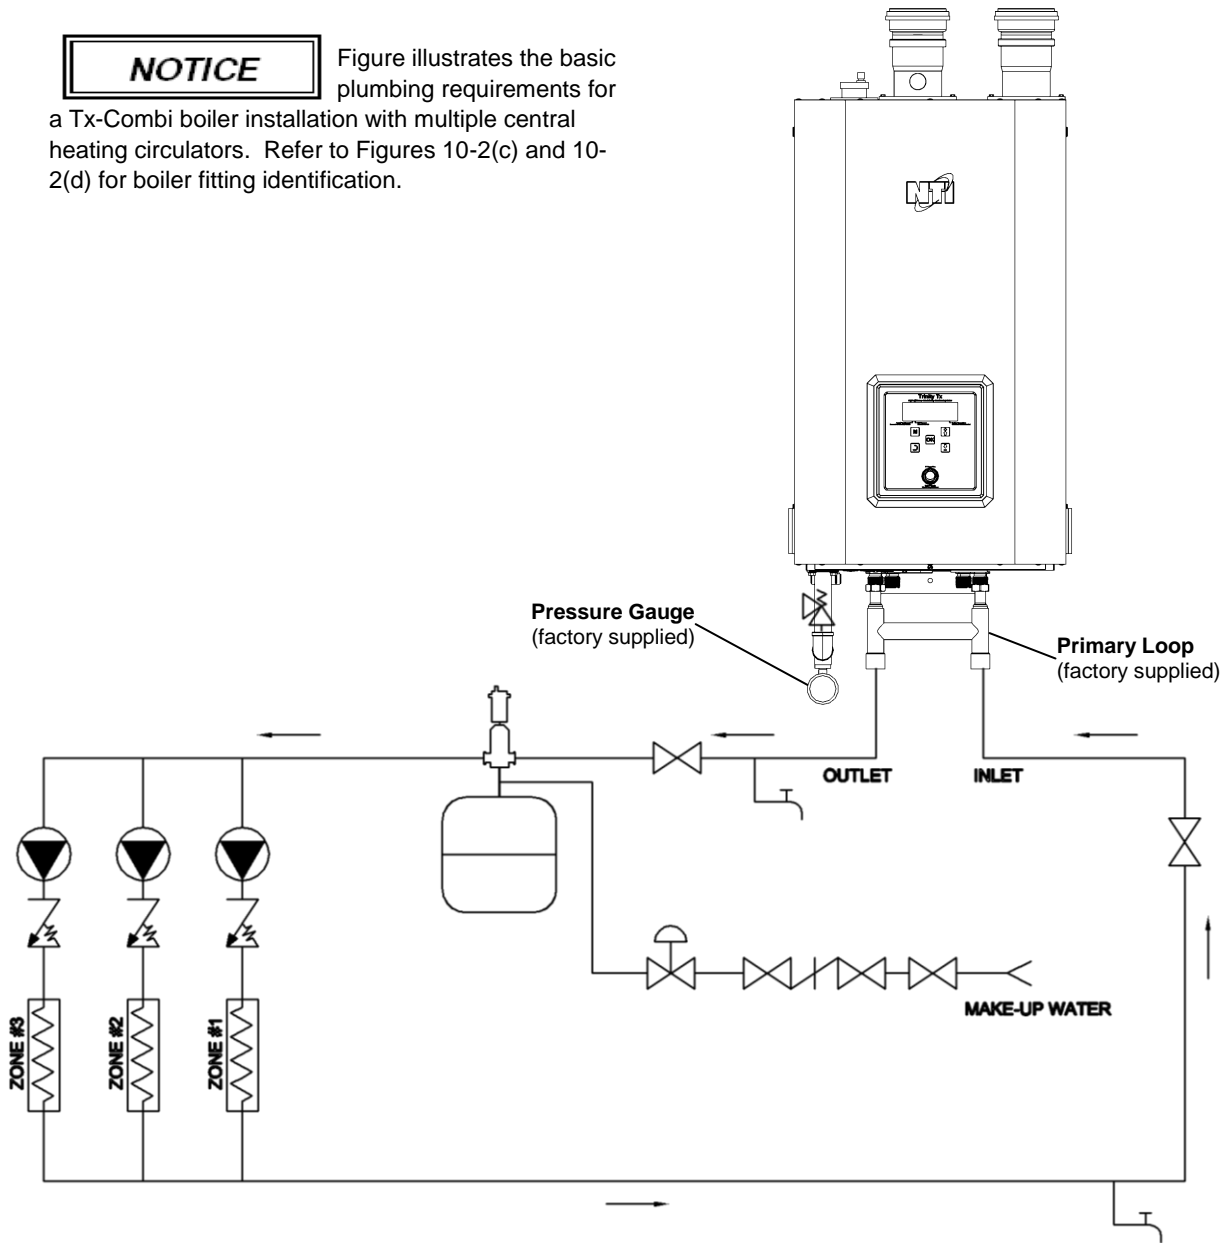 NOTICE
Figure illustrates the basic
plumbing requirements for
a Tx-Combi boiler installation with multiple central
heating circulators.  Refer to Figures 10-2(c) and 10-
2(d) for boiler fitting identification.
NTI
Trinity Tx
OK
Pressure Gauge
(factory supplied)
Primary Loop
(factory supplied)
OUTLET
INLET
MAKE-UP WATER
ZONE #3
ZONE #2
ZONE #1